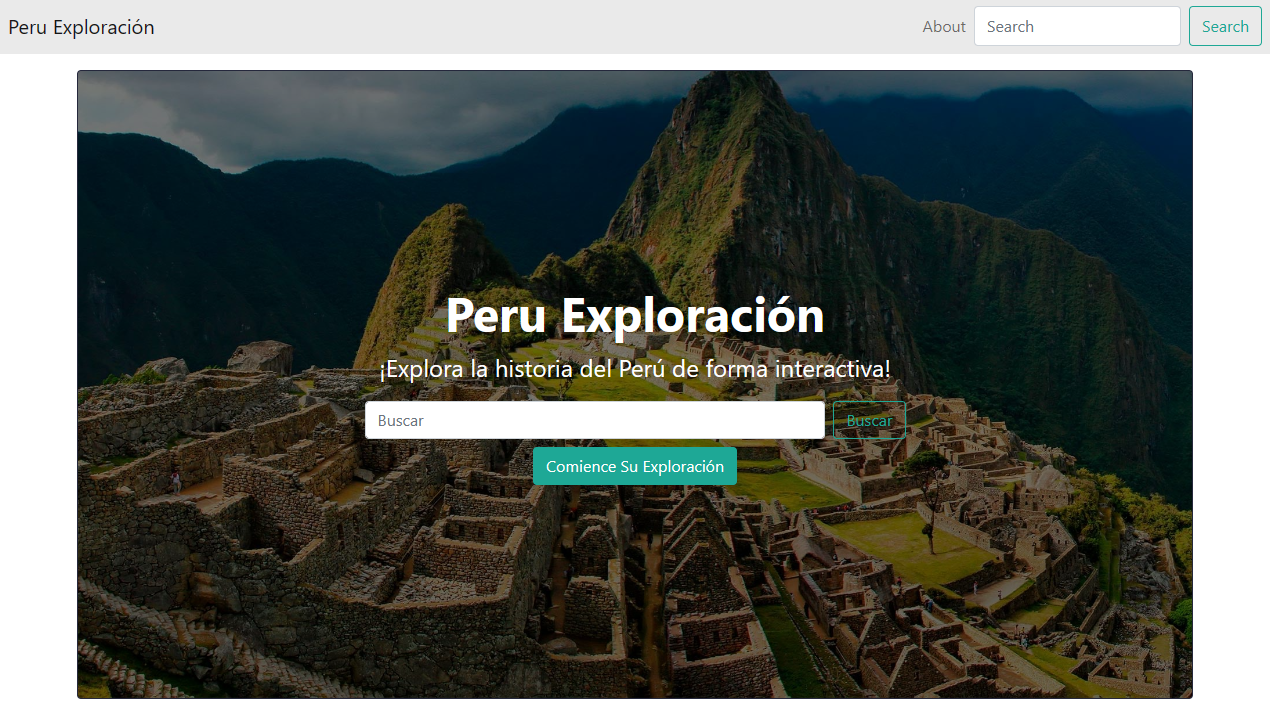 Peru Exploración
About
Search
Search
Peru Exploración
¡Explora la historia del Perú de forma interactiva!
Buscar
Buscar
Comience Su Exploración